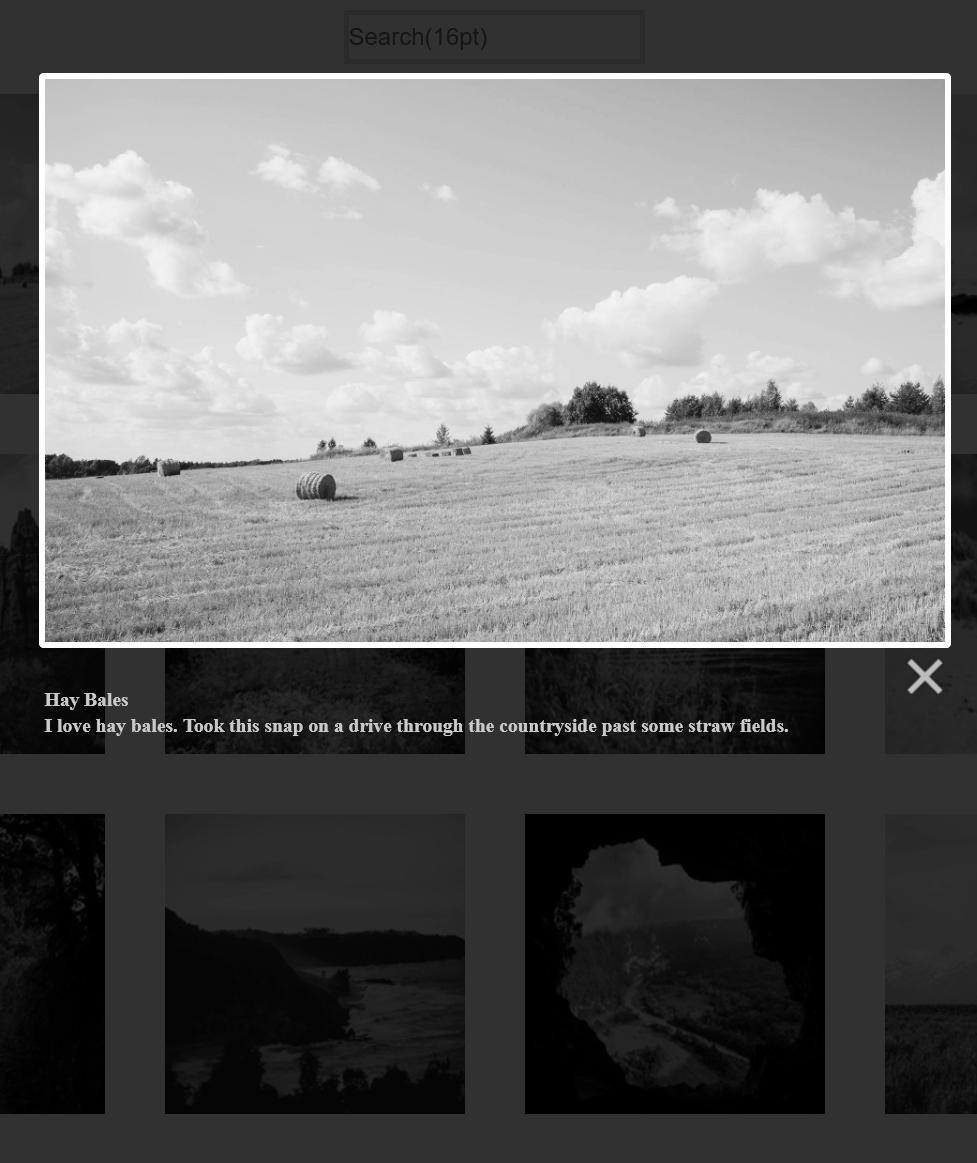 Search(16pt)
Hay Bales
I love hay bales. Took this snap on a drive through the countryside past some straw fields.